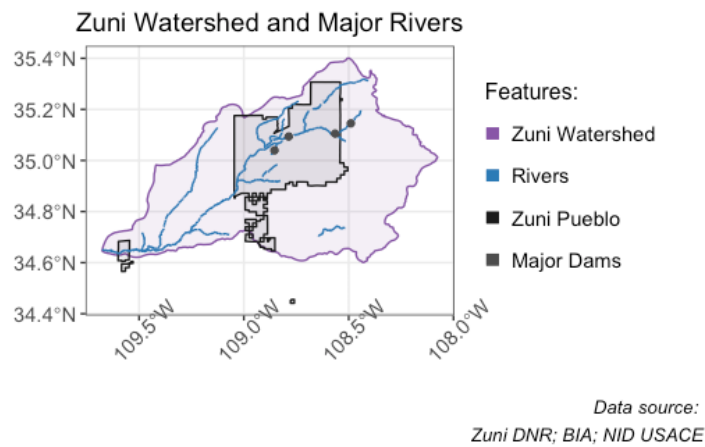 Zuni Watershed and Major Rivers
35.4°N
35.2°N
35.0°N
34.8°N
34.6°N
34.4°N
109.5°W
109.0°W
108.5°W
108.0°W
Features:
Zuni Watershed
Rivers
Zuni Pueblo
Major Dams
Data source:
Zuni DNR; BIA; NID USACE